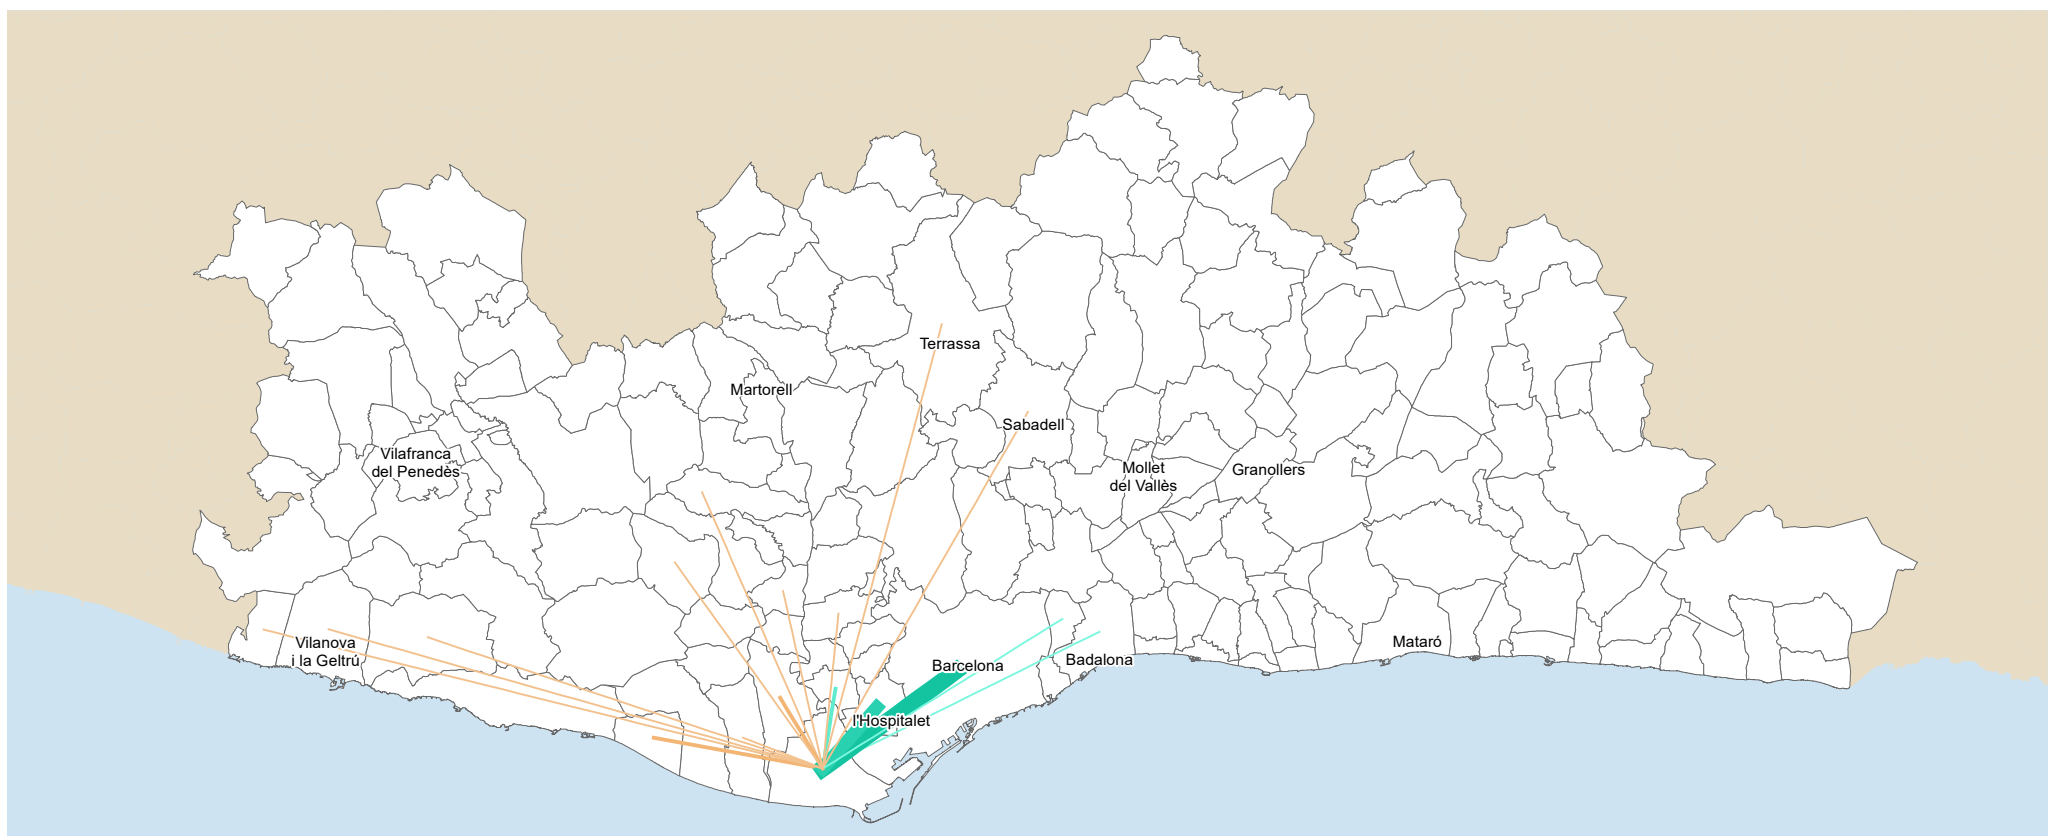 Terrassa
Martorell
Sabadell
Vilafranca
del Penedès
Mollet
del Vallès
Granollers
Vilanova
i la Geltrú
Barcelona
Badalona
Mataró
l'Hospitalet